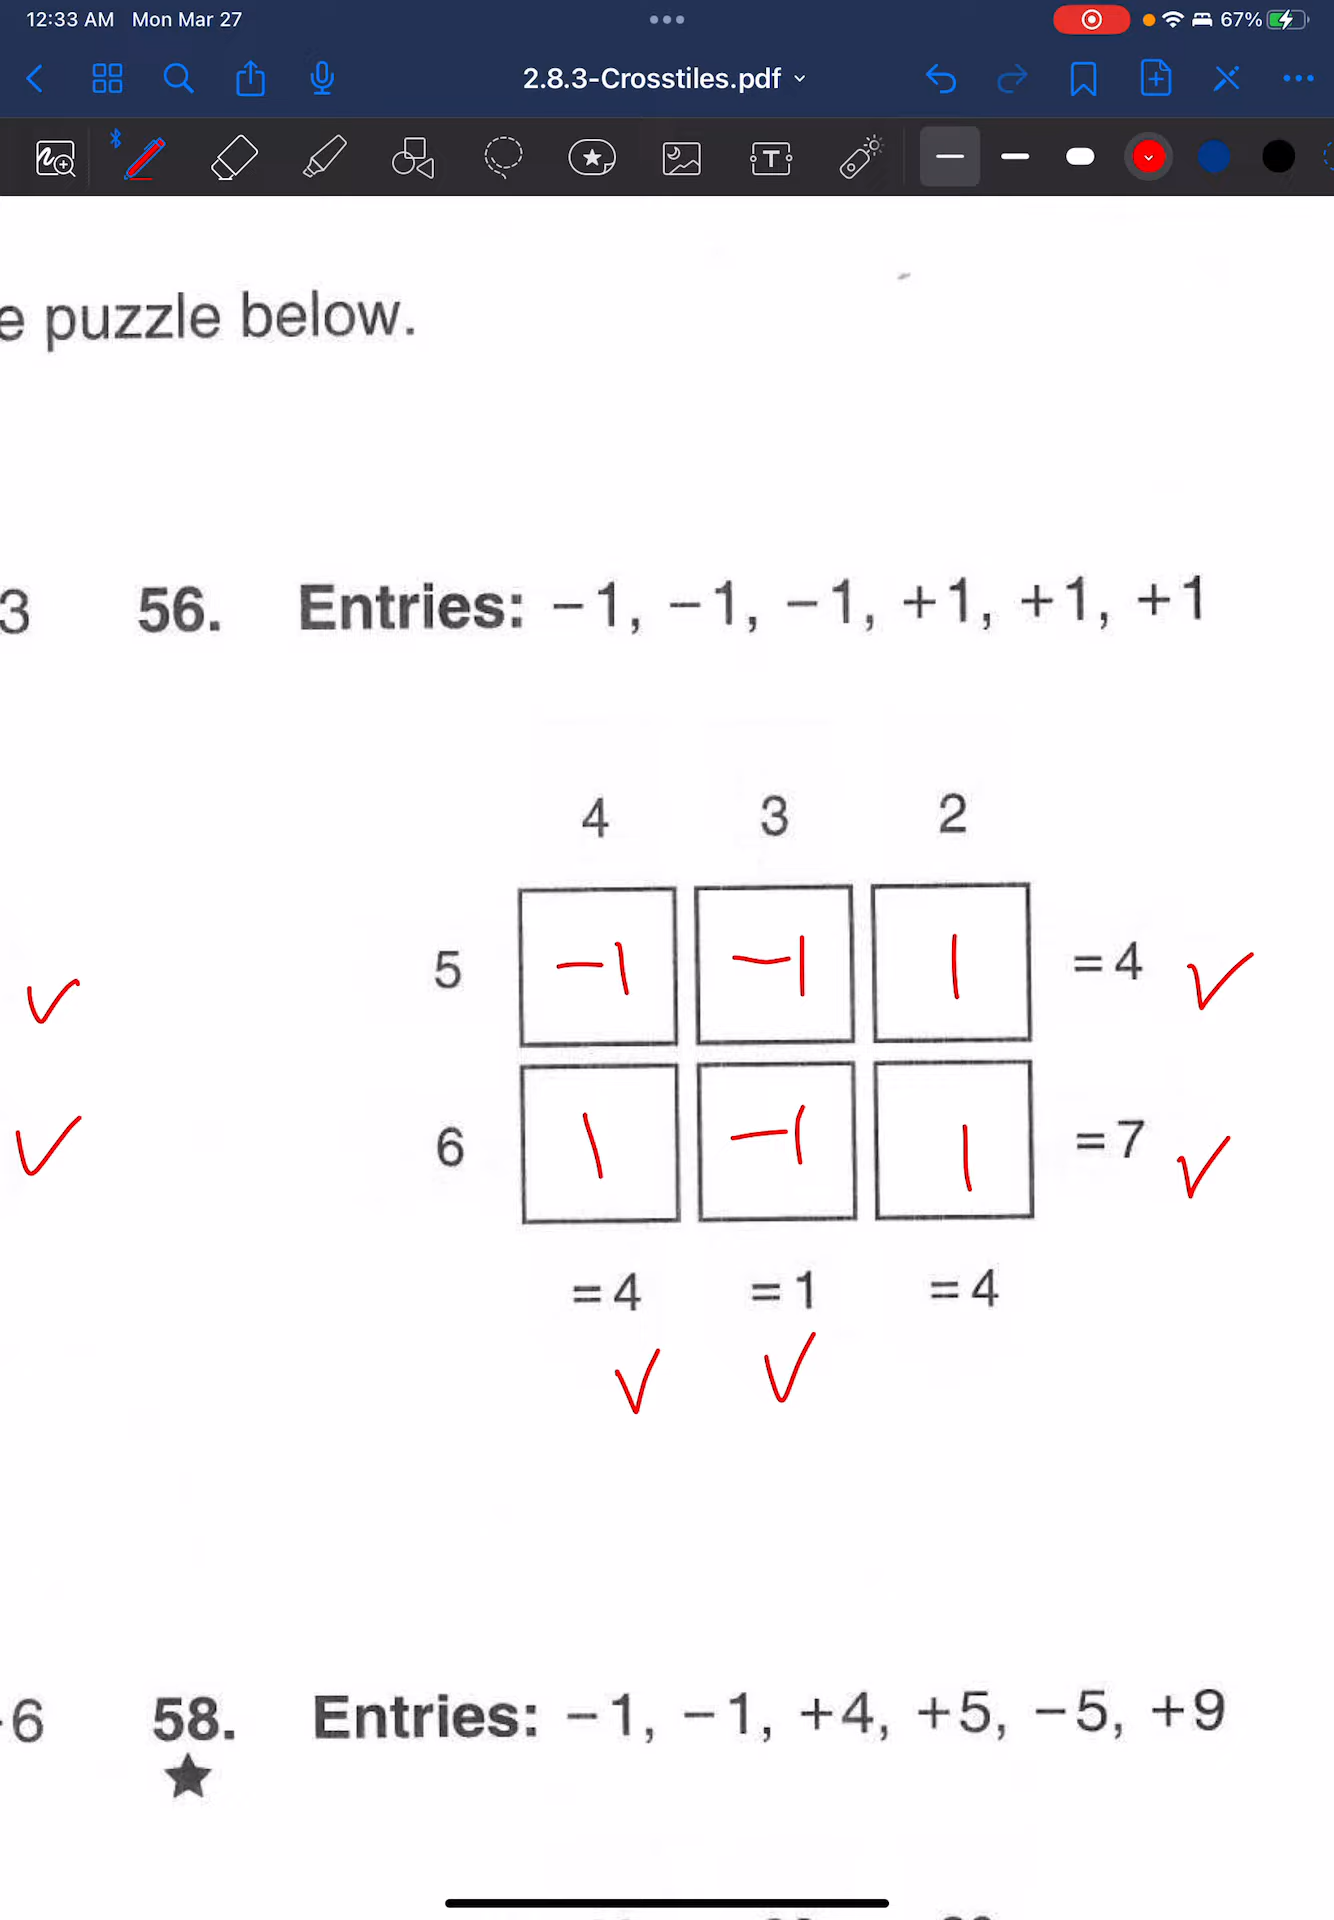 12:33 AM Mon Mar 27 67%
2.8.3-Crosstiles.pdf
T
e puzzle below.
3 56. Entries: −1, −1, −1, +1, +1, +1
4 3 2
5 −1 −1 1 = 4
6 1 −1 1 = 7
= 4 = 1 = 4
-6 58. Entries: −1, −1, +4, +5, −5, +9